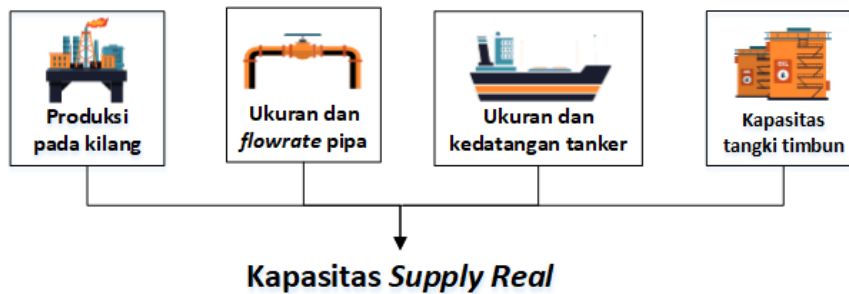 Produksi
pada kilang
Ukuran dan
flowrate pipa
Ukuran dan
kedatangan tanker
Kapasitas
tangki timbun
Kapasitas Supply Real